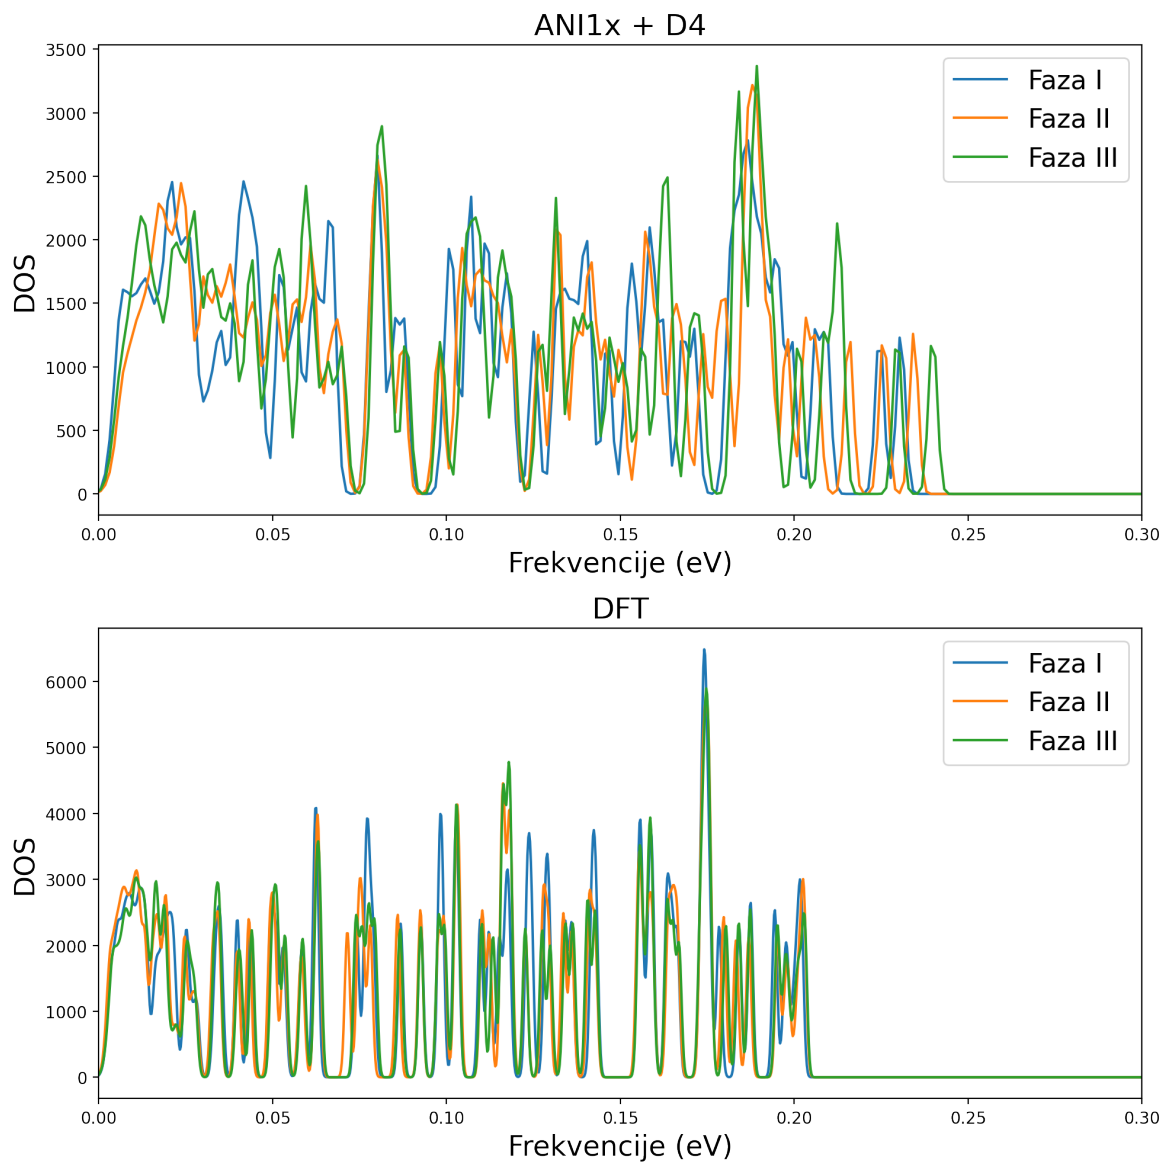 ANI1x + D4
3500
3000
2500
2000
1500
1000
500
0
DOS
Faza I
Faza II
Faza III
0.00 0.05 0.10 0.15 0.20 0.25 0.30
Frekvencije (eV)
DFT
6000
5000
4000
3000
2000
1000
0
DOS
Faza I
Faza II
Faza III
0.00 0.05 0.10 0.15 0.20 0.25 0.30
Frekvencije (eV)